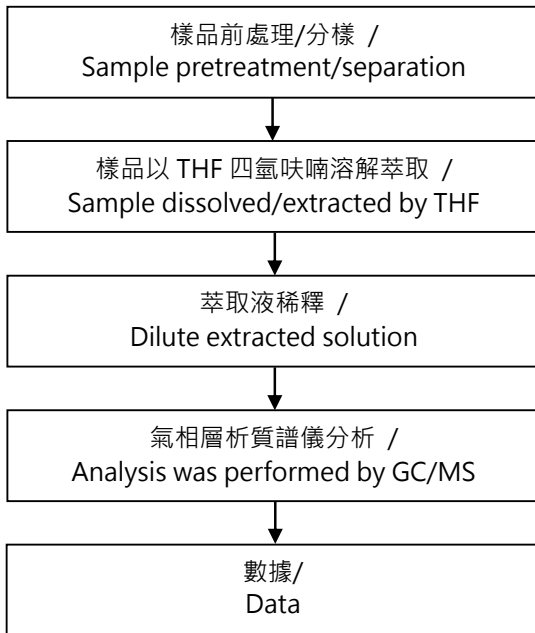 樣品前處理/分樣 /
Sample pretreatment/separation
樣品以 THF 四氫呋喃溶解萃取 /
Sample dissolved/extracted by THF
萃取液稀釋 /
Dilute extracted solution
氣相層析質譜儀分析 /
Analysis was performed by GC/MS
數據/
Data